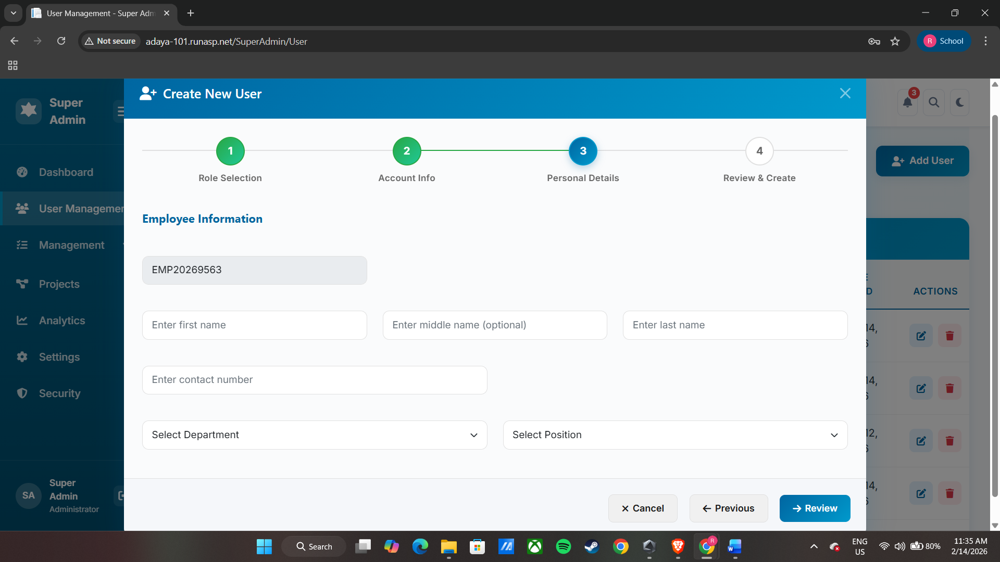 User Management - Super Adm
Not secure
adaya-101.runasp.net/SuperAdmin/User
R
School
Super
Admin
Create New User
3
1
2
3
4
Role Selection
Account Info
Personal Details
Review & Create
Add User
Dashboard
User Managemen
Management
Projects
Analytics
Settings
Security
Employee Information
EMP20269563
Enter first name
Enter middle name (optional)
Enter last name
Enter contact number
Select Department
Select Position
E
D
ACTIONS
14,
6
14,
6
12,
6
14,
6
SA
Super
Admin
Administrator
Cancel
Previous
Review
Search
R
ENG
US
80%
11:35 AM
2/14/2026